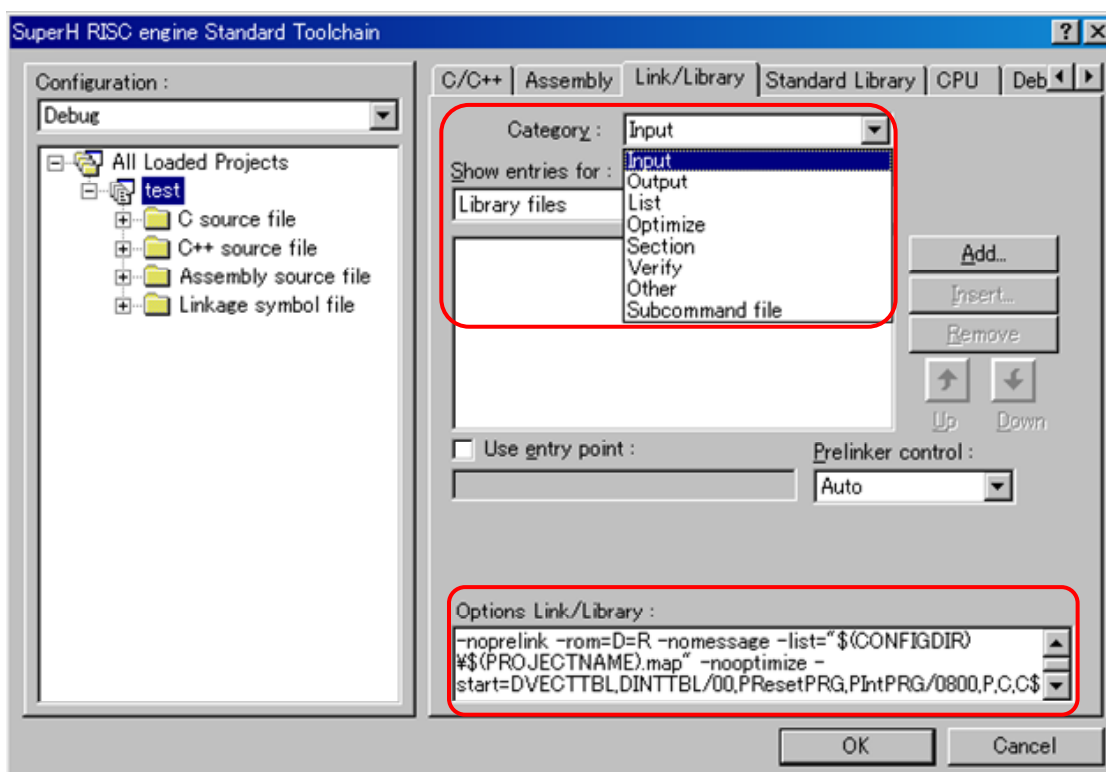 SuperH RISC engine Standard Toolchain
Configuration :
Debug
All Loaded Projects
test
C source file
C++ source file
Assembly source file
Linkage symbol file
C/C++
Assembly
Link/Library
Standard Library
CPU
Deb
Category :
Input
Show entries for :
Library files
Input
Output
List
Optimize
Section
Verify
Other
Subcommand file
Add...
Insert...
Remove
Up
Down
Use entry point :
Prelinker control :
Auto
Options Link/Library :
-noprelink -rom=D=R -nomessage -list="$(CONFIGDIR)
¥$(PROJECTNAME).map" -nooptimize -
start=DVECTTBL,DINTTBL/00,PResetPRG,PIntPRG/0800,P,C,C$
OK
Cancel